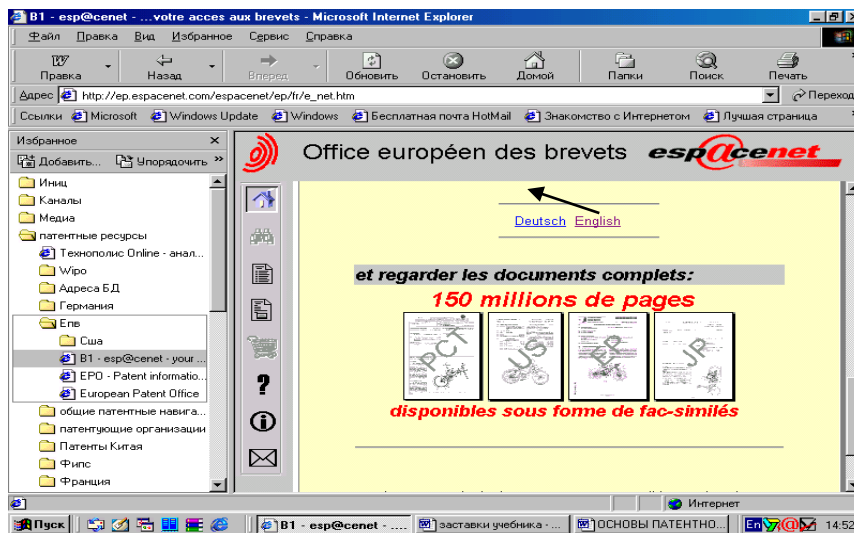 B1 - esp@cenet - ...votre acces aux brevets - Microsoft Internet Explorer
Файл Правка Вид Избранное Сервис Справка
Правка Назад Вперед Обновить Остановить Домой Папки Поиск Печать
Адрес http://ep.espacenet.com/espacenet/ep/fr/e_net.htm Переход
Ссылки Microsoft Windows Update Windows Бесплатная почта HotMail Знакомство с Интернетом Лучшая страница
Избранное
Добавить... Упорядочить
Иниц
Каналы
Медиа
патентные ресурсы
Технополис Online - анал...
Wipo
Адреса БД
Германия
Епв
Сша
B1 - esp@cenet - your ...
EPO - Patent informatio...
European Patent Office
общие патентные навига...
патентующие организации
Патенты Китая
Фипс
Франция
Office européen des brevets esp@cenet
Deutsch English
et regarder les documents complets:
150 millions de pages
PCT US EP JP
disponibles sous forme de fac-similés
Интернет
Пуск B1 - esp@cenet - .... заставки учебника - ... ОСНОВЫ ПАТЕНТНО... En 14:52